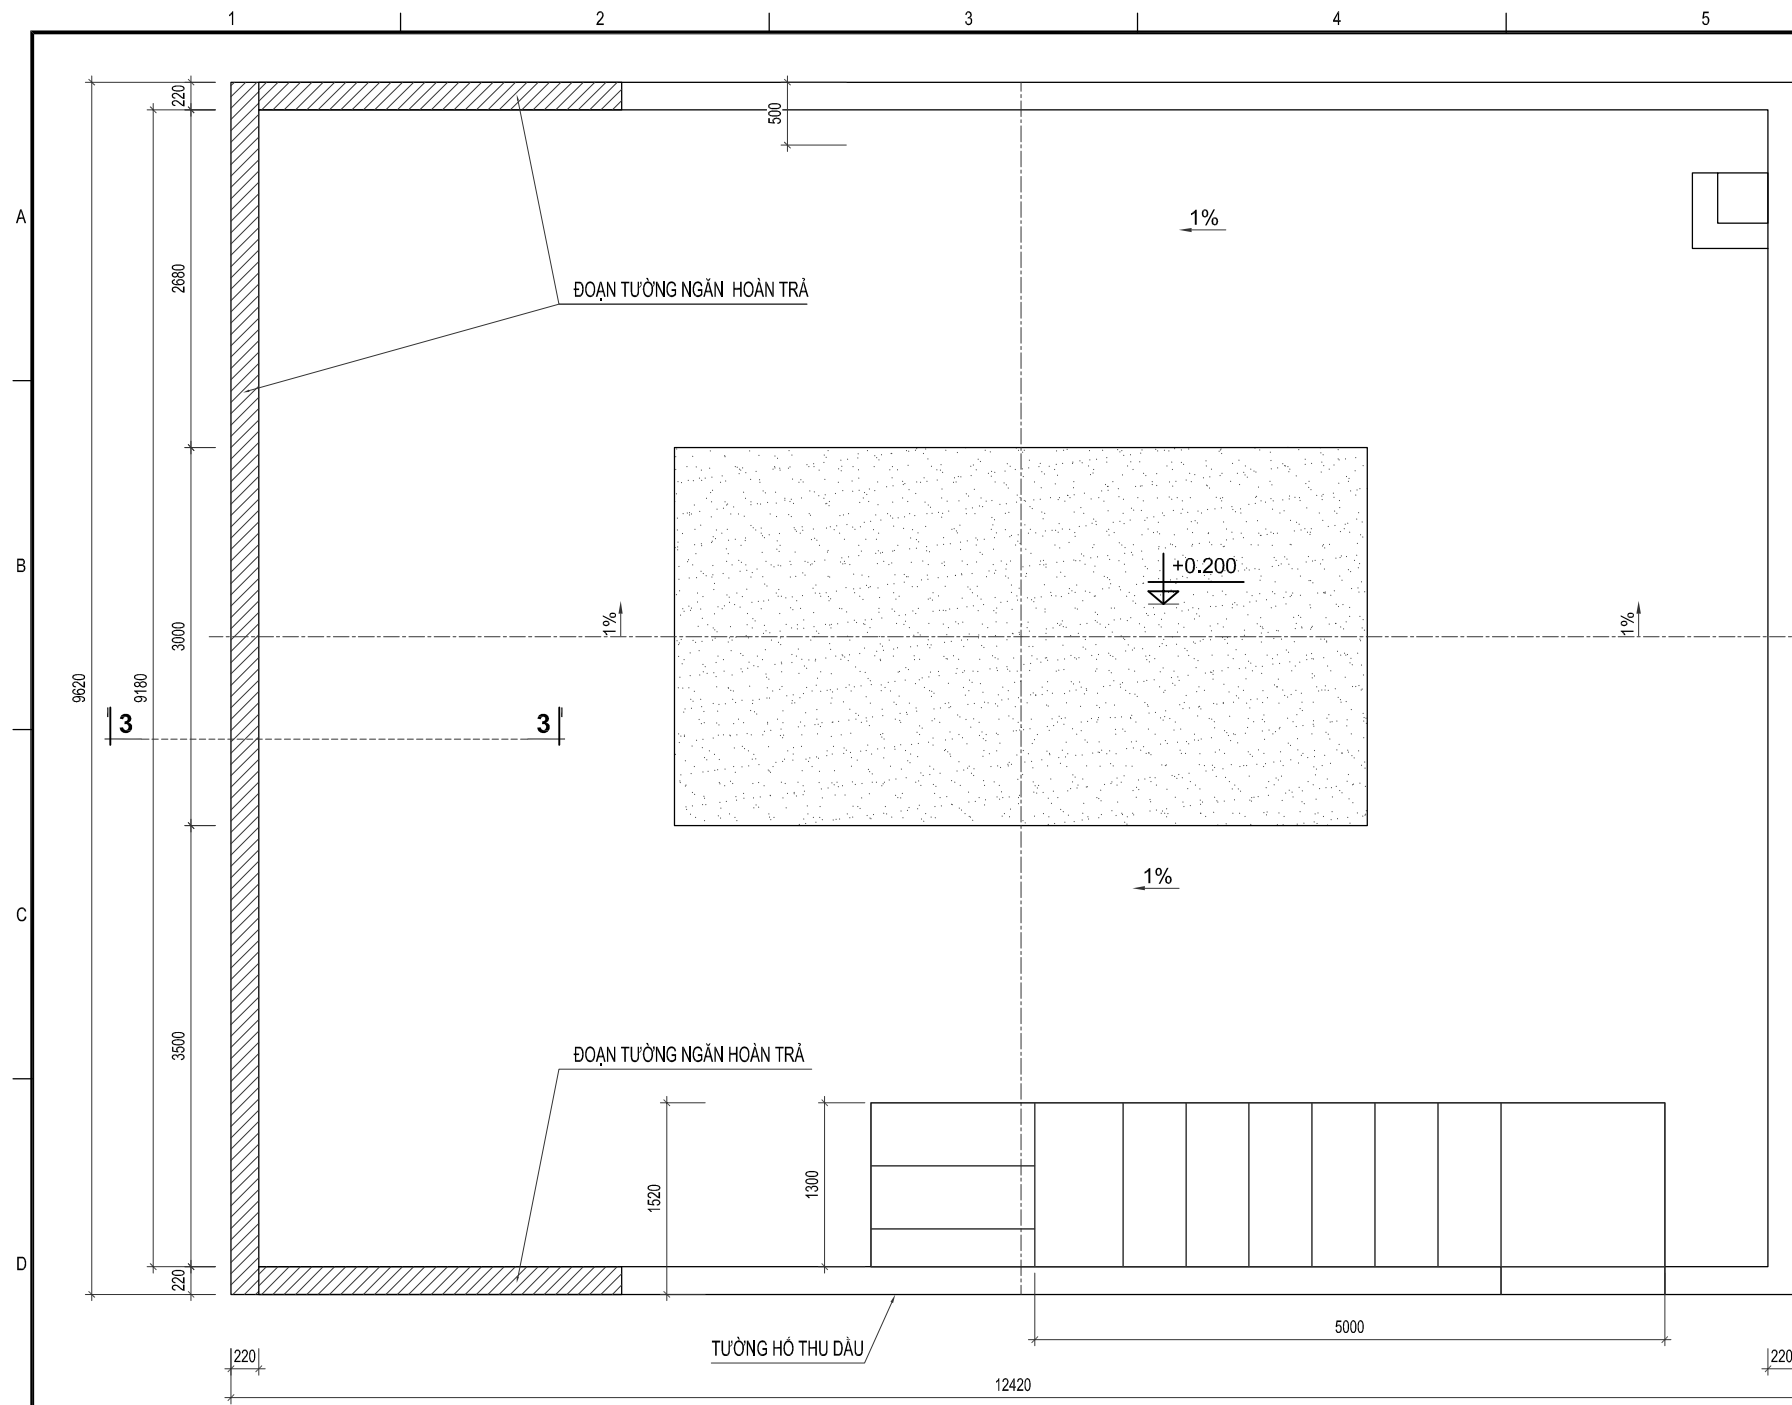 1 2 3 4 5
220
500
A
1%
2680
ĐOẠN TƯỜNG NGĂN HOÀN TRẢ
B
+0.200
1%
1%
3000
9620
9180
3
3
1%
C
3500
ĐOẠN TƯỜNG NGĂN HOÀN TRẢ
1520
1300
D
220
5000
TƯỜNG HỐ THU DẦU
220
220
12420